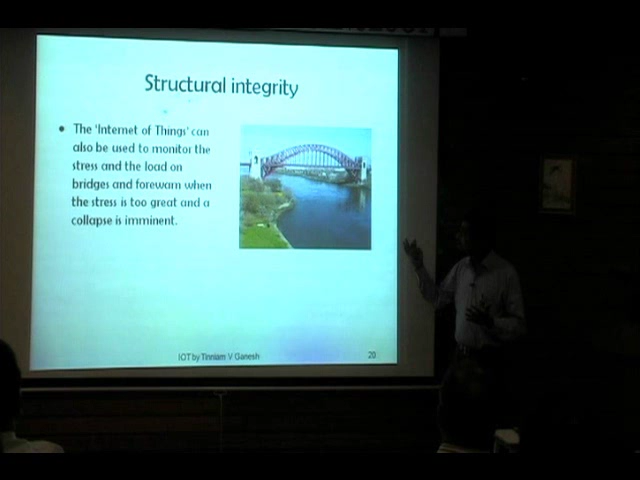 Structural integrity
• The 'Internet of Things' can
also be used to monitor the
stress and the load on
bridges and forewarn when
the stress is too great and a
collapse is imminent.
IOT by Tinniam V Ganesh
20